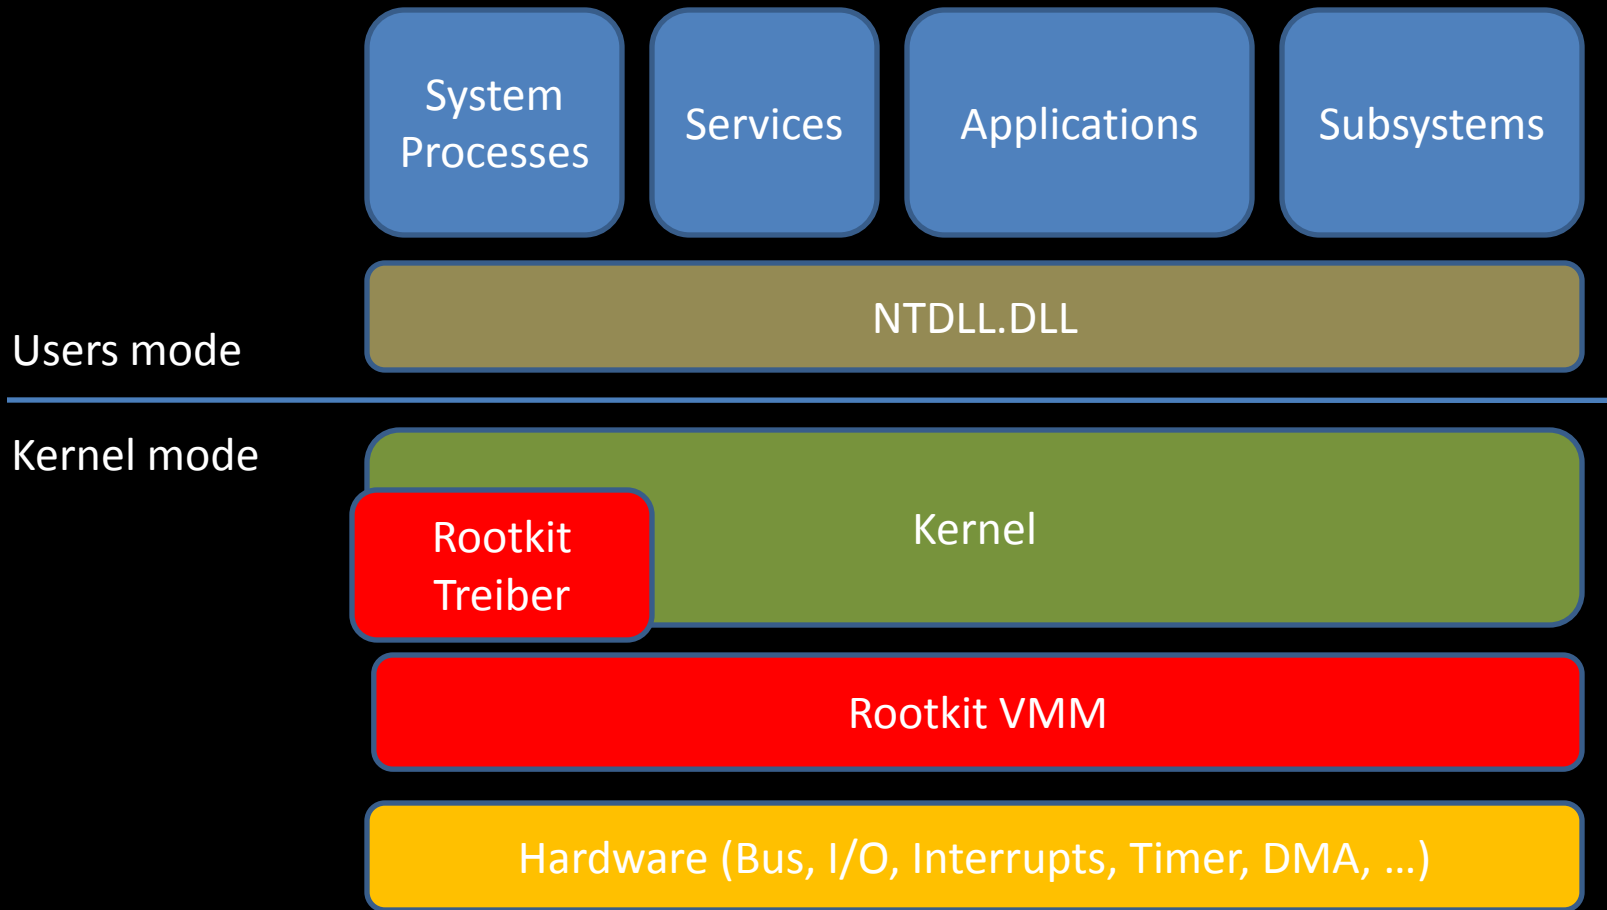 System
Processes
Services
Applications
Subsystems
NTDLL.DLL
Users mode
Kernel mode
Kernel
Rootkit
Treiber
Rootkit VMM
Hardware (Bus, I/O, Interrupts, Timer, DMA, ...)